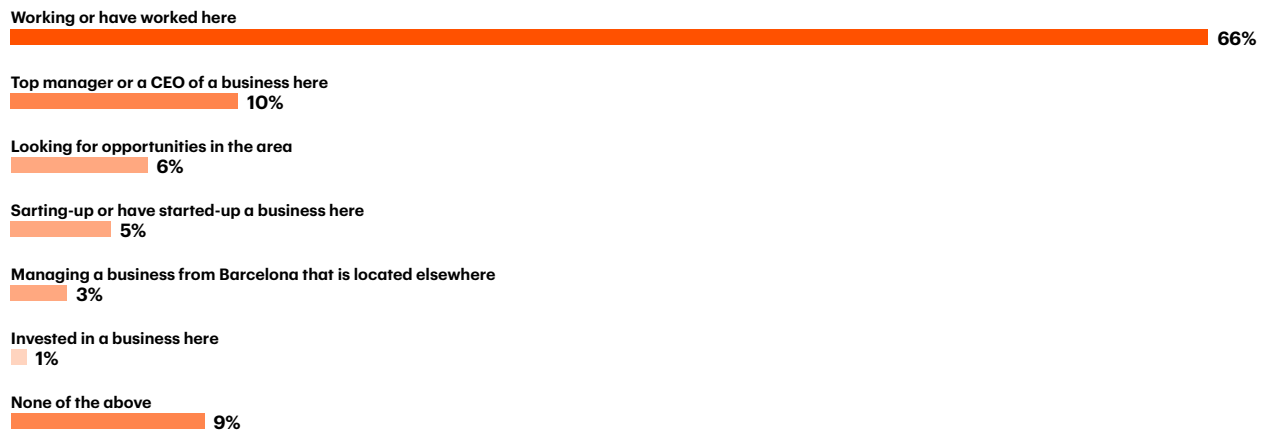 Working or have worked here
66%
Top manager or a CEO of a business here
10%
Looking for opportunities in the area
6%
Sarting-up or have started-up a business here
5%
Managing a business from Barcelona that is located elsewhere
3%
Invested in a business here
1%
None of the above
9%